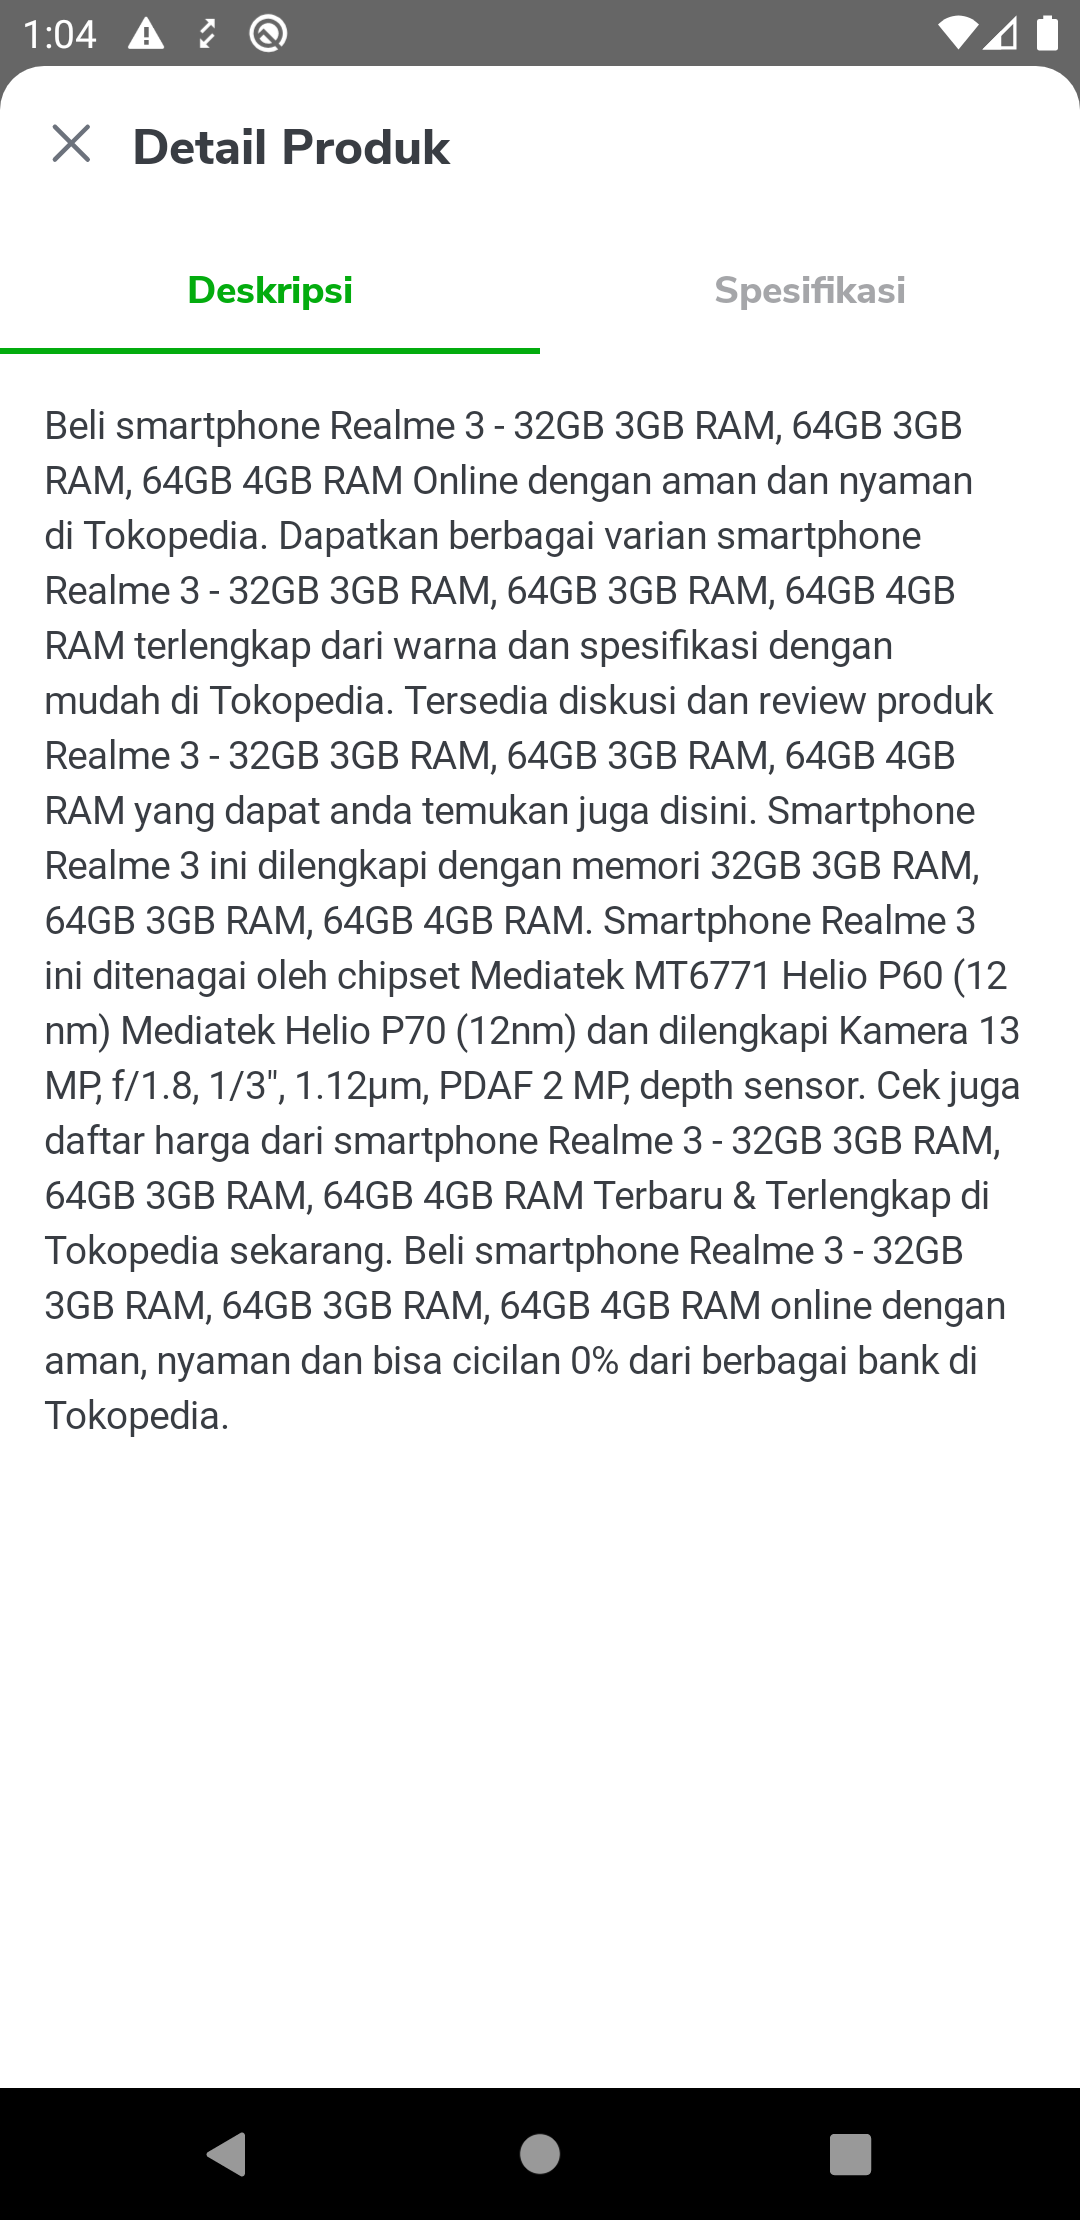 1:04
Detail Produk
Deskripsi
Spesifikasi
Beli smartphone Realme 3 - 32GB 3GB RAM, 64GB 3GB
RAM, 64GB 4GB RAM Online dengan aman dan nyaman
di Tokopedia. Dapatkan berbagai varian smartphone
Realme 3 - 32GB 3GB RAM, 64GB 3GB RAM, 64GB 4GB
RAM terlengkap dari warna dan spesifikasi dengan
mudah di Tokopedia. Tersedia diskusi dan review produk
Realme 3 - 32GB 3GB RAM, 64GB 3GB RAM, 64GB 4GB
RAM yang dapat anda temukan juga disini. Smartphone
Realme 3 ini dilengkapi dengan memori 32GB 3GB RAM,
64GB 3GB RAM, 64GB 4GB RAM. Smartphone Realme 3
ini ditenagai oleh chipset Mediatek MT6771 Helio P60 (12
nm) Mediatek Helio P70 (12nm) dan dilengkapi Kamera 13
MP, f/1.8, 1/3", 1.12µm, PDAF 2 MP, depth sensor. Cek juga
daftar harga dari smartphone Realme 3 - 32GB 3GB RAM,
64GB 3GB RAM, 64GB 4GB RAM Terbaru & Terlengkap di
Tokopedia sekarang. Beli smartphone Realme 3 - 32GB
3GB RAM, 64GB 3GB RAM, 64GB 4GB RAM online dengan
aman, nyaman dan bisa cicilan 0% dari berbagai bank di
Tokopedia.